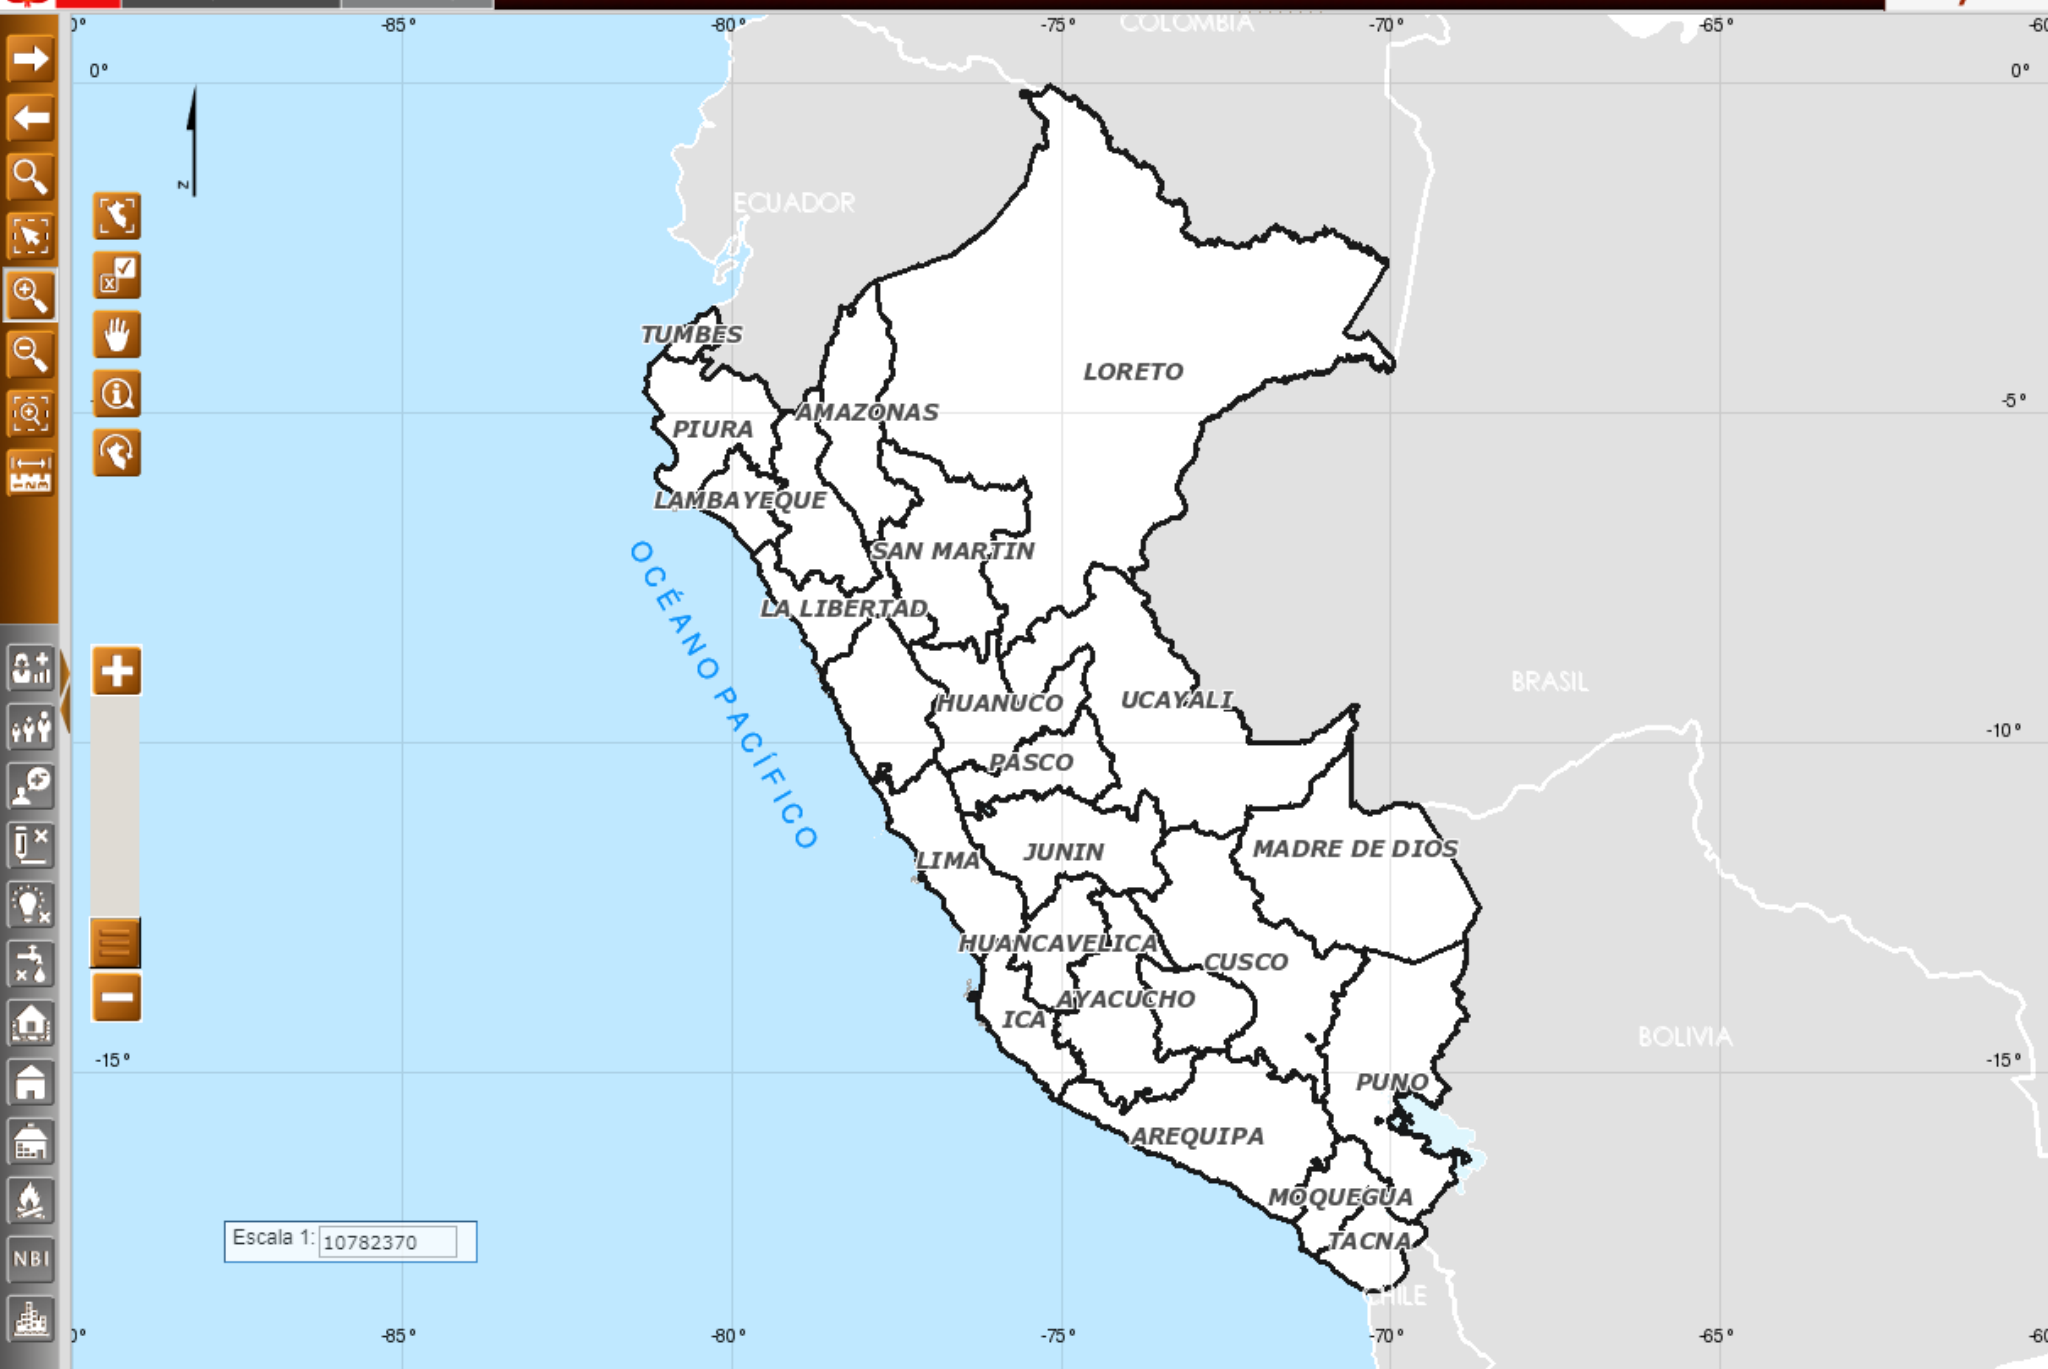 -85° -80° -75° -70° -65°
COLOMBIA
0° 0°
z
ECUADOR
TUMBES
LORETO
-5°
AMAZONAS
PIURA
LAMBAYEQUE
SAN MARTIN
OCÉANO PACÍFICO
LA LIBERTAD
BRASIL
HUANUCO
UCAYALI
-10°
PASCO
MADRE DE DIOS
JUNIN
LIMA
HUANCAVELICA
CUSCO
AYACUCHO
ICA
BOLIVIA
-15° -15°
PUNO
AREQUIPA
MOQUEGUA
Escala 1: 10782370
TACNA
NBI
CHILE
-85° -80° -75° -70° -65°